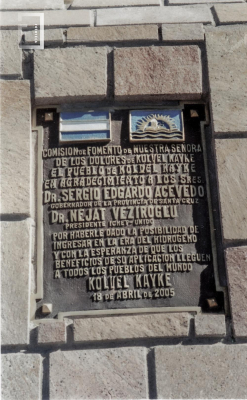 COMISION DE FOMENTO DE NUESTRA SEÑORA
DE LOS DOLORES DE KOLUEL KAYKE
EL PUEBLO DE KOLUEL KAYKE
EN AGRADECIMIENTO A LOS SRES
DR. SERGIO EDGARDO ACEVEDO
GOBERNADOR DE LA PROVINCIA DE SANTA CRUZ
DR. NEJAT VEZIROGLU
PRESIDENTE
POR HABERLE DADO LA POSIBILIDAD DE
INGRESAR EN LA ERA DEL HIDROGENO
Y CON LA ESPERANZA DE QUE LOS
BENEFICIOS DE SU APLICACION LLEGUEN
A TODOS LOS PUEBLOS DEL MUNDO
KOLUEL KAYKE
18 DE ABRIL DE 2005